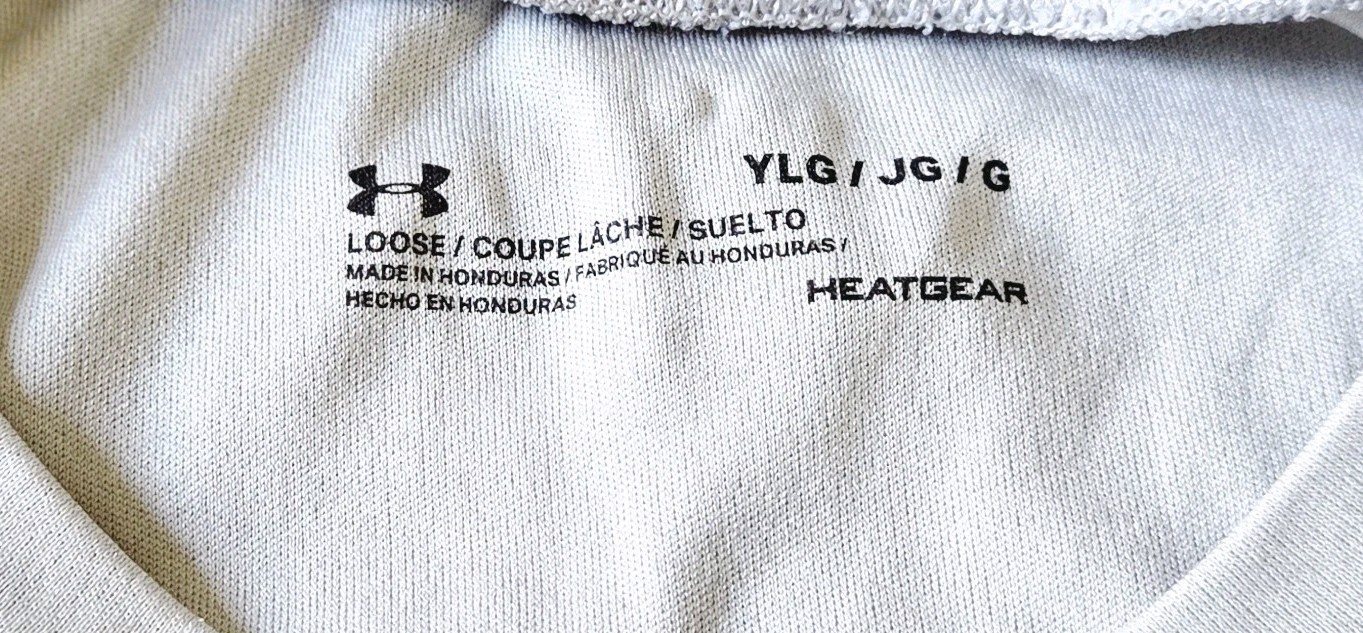 YLG / JG / G
LOOSE / COUPE LÂCHE / SUELTO
MADE IN HONDURAS / FABRIQUÉ AU HONDURAS /
HECHO EN HONDURAS
HEATGEAR